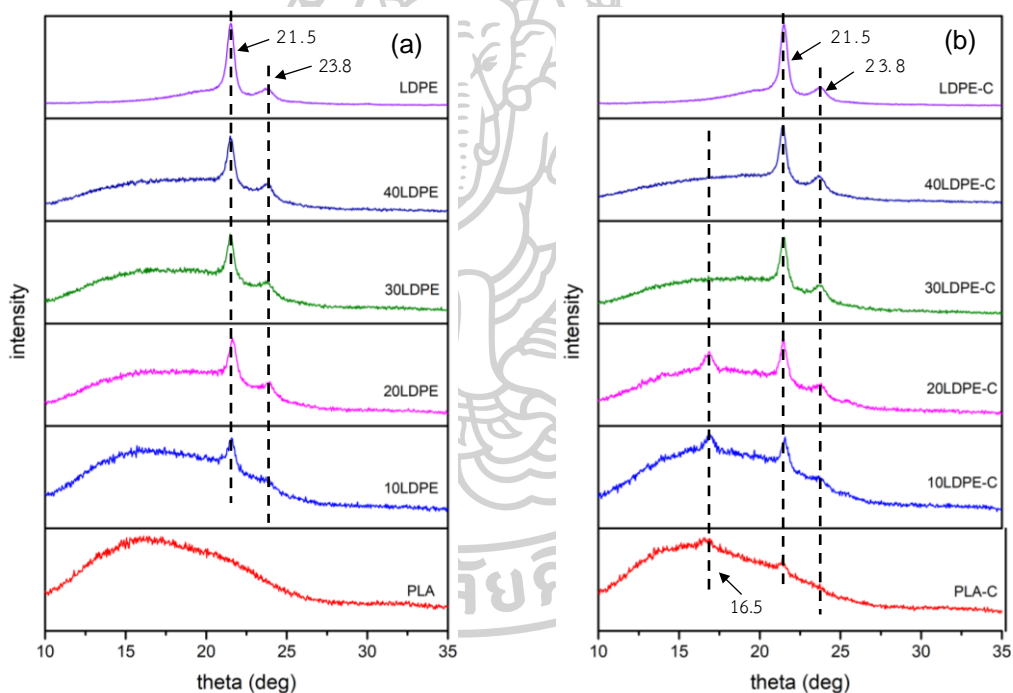 (a)
21.5
23.8
LDPE
40LDPE
30LDPE
20LDPE
10LDPE
PLA
intensity
10 15 20 25 30 35
theta (deg)
(b)
21.5
23.8
LDPE-C
40LDPE-C
30LDPE-C
20LDPE-C
10LDPE-C
16.5
PLA-C
intensity
10 15 20 25 30 35
theta (deg)